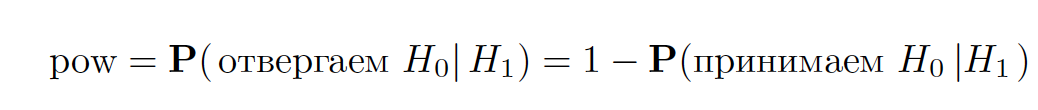 pow = P( отвергаем H₀| H₁) = 1 − P(принимаем H₀ |H₁ )